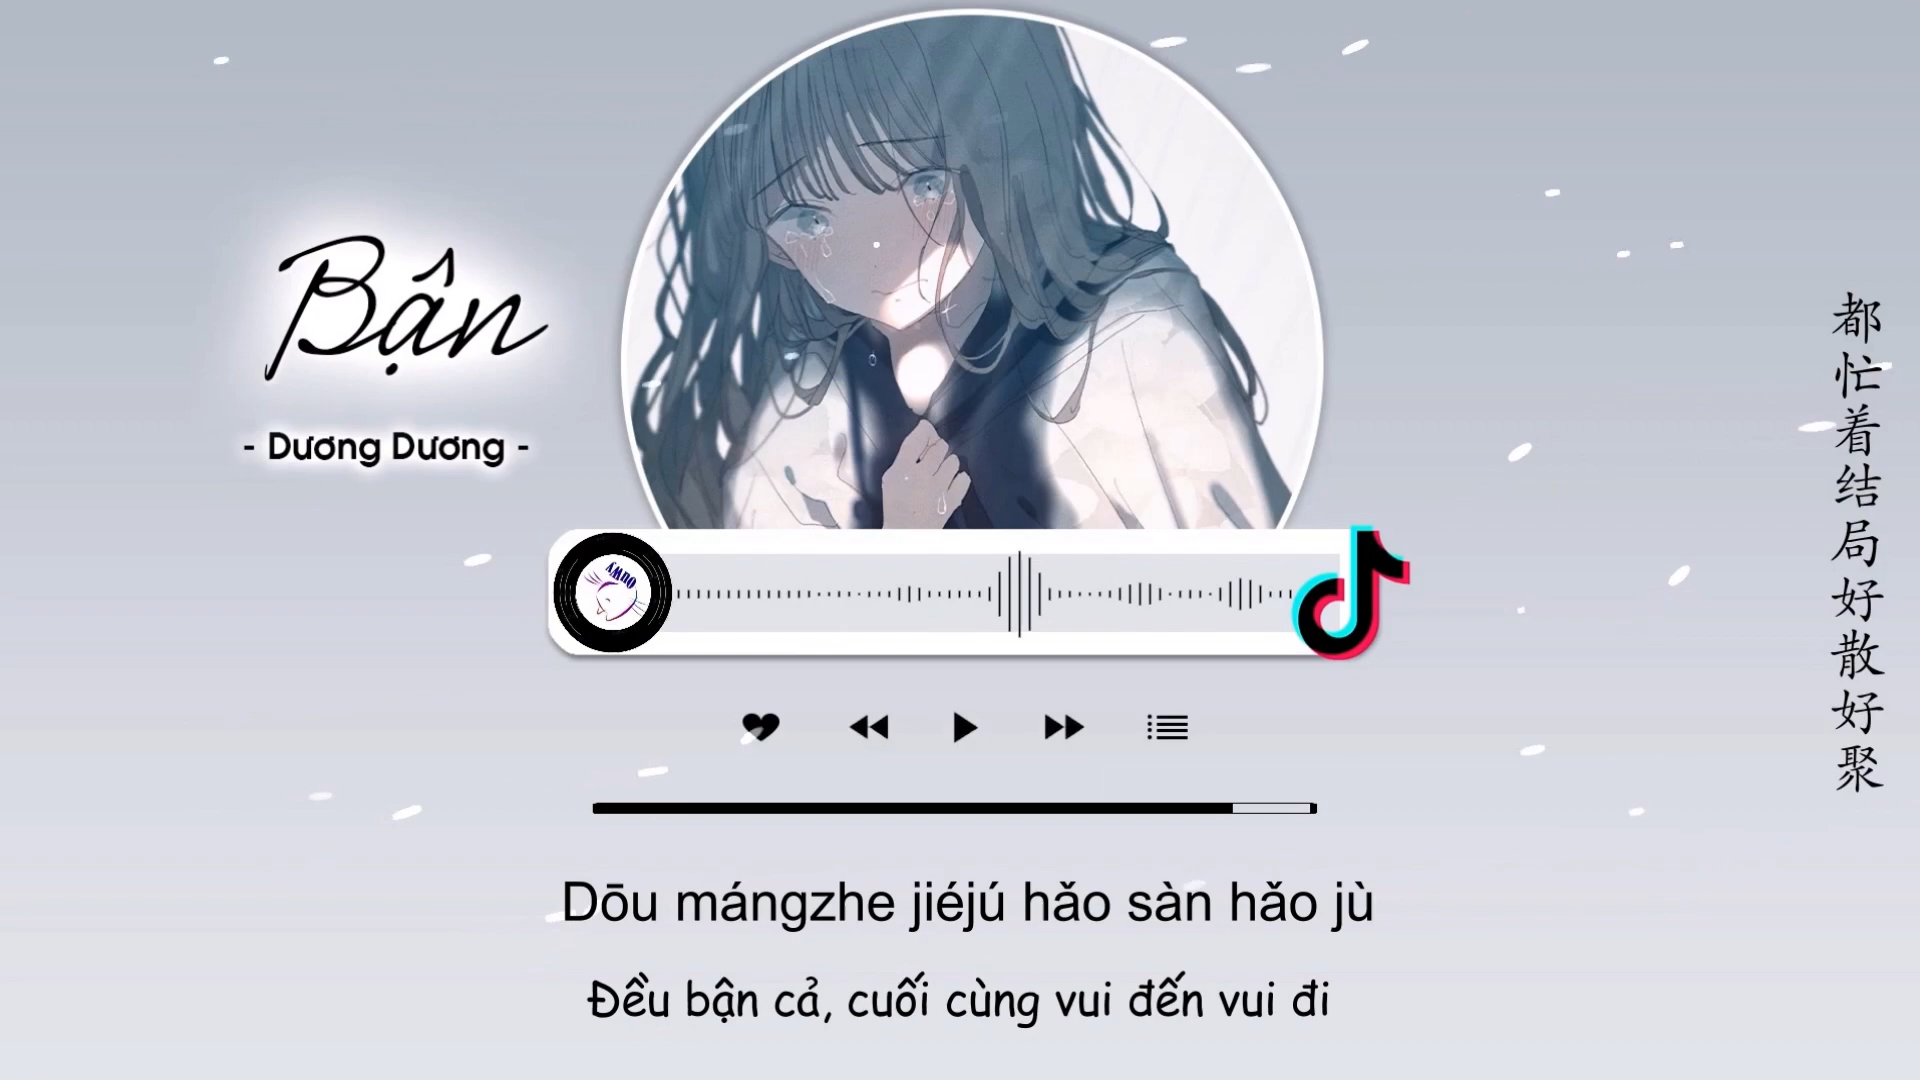 Bận
- Dương Dương -
都忙着结局好散好聚
Dōu mángzhe jiéjú hǎo sàn hǎo jù
Đều bận cả, cuối cùng vui đến vui đi